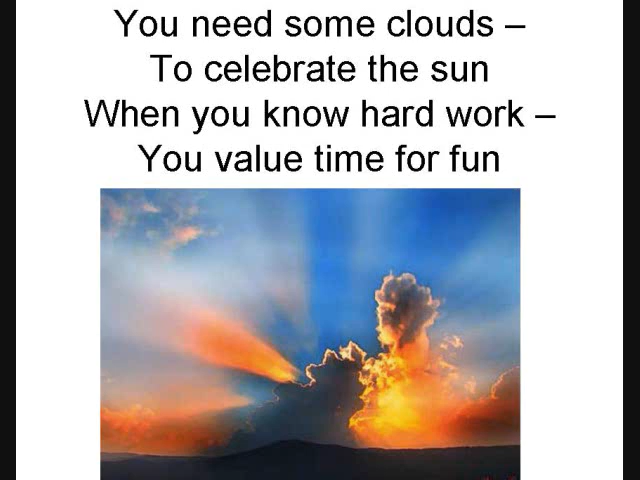 You need some clouds –
To celebrate the sun
When you know hard work –
You value time for fun